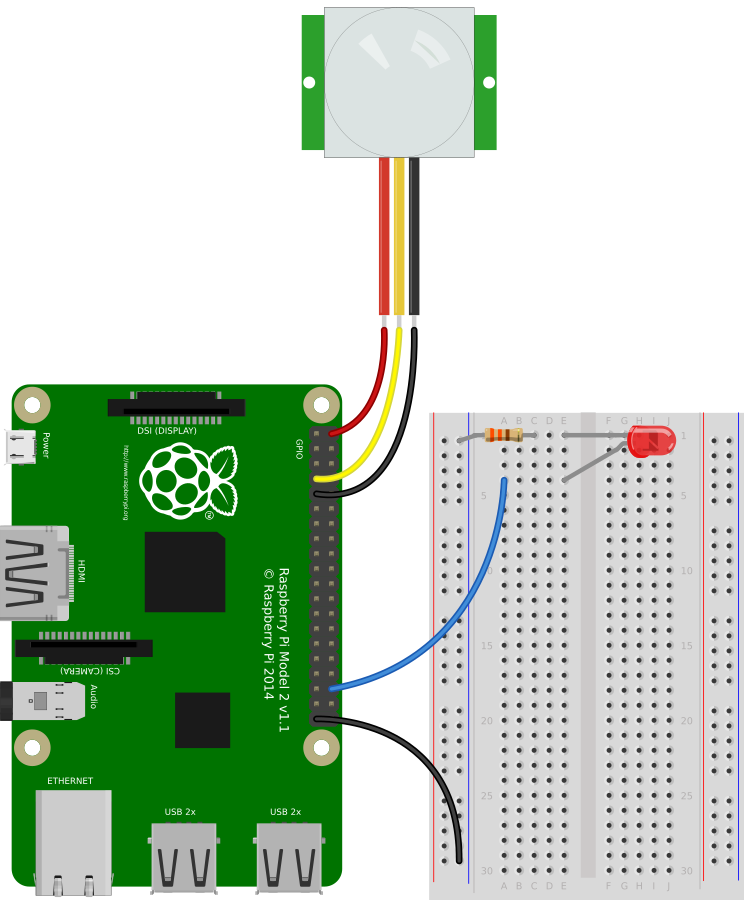 DSI (DISPLAY)
GPIO
Power
http://www.raspberrypi.org
HDMI
Raspberry Pi Model 2 v1.1
© Raspberry Pi 2014
CSI (CAMERA)
Audio
ETHERNET
USB 2x
USB 2x
A B C D E F G H I J
1 1
5 5
10 10
15 15
20 20
25 25
30 30
A B C D E F G H I J